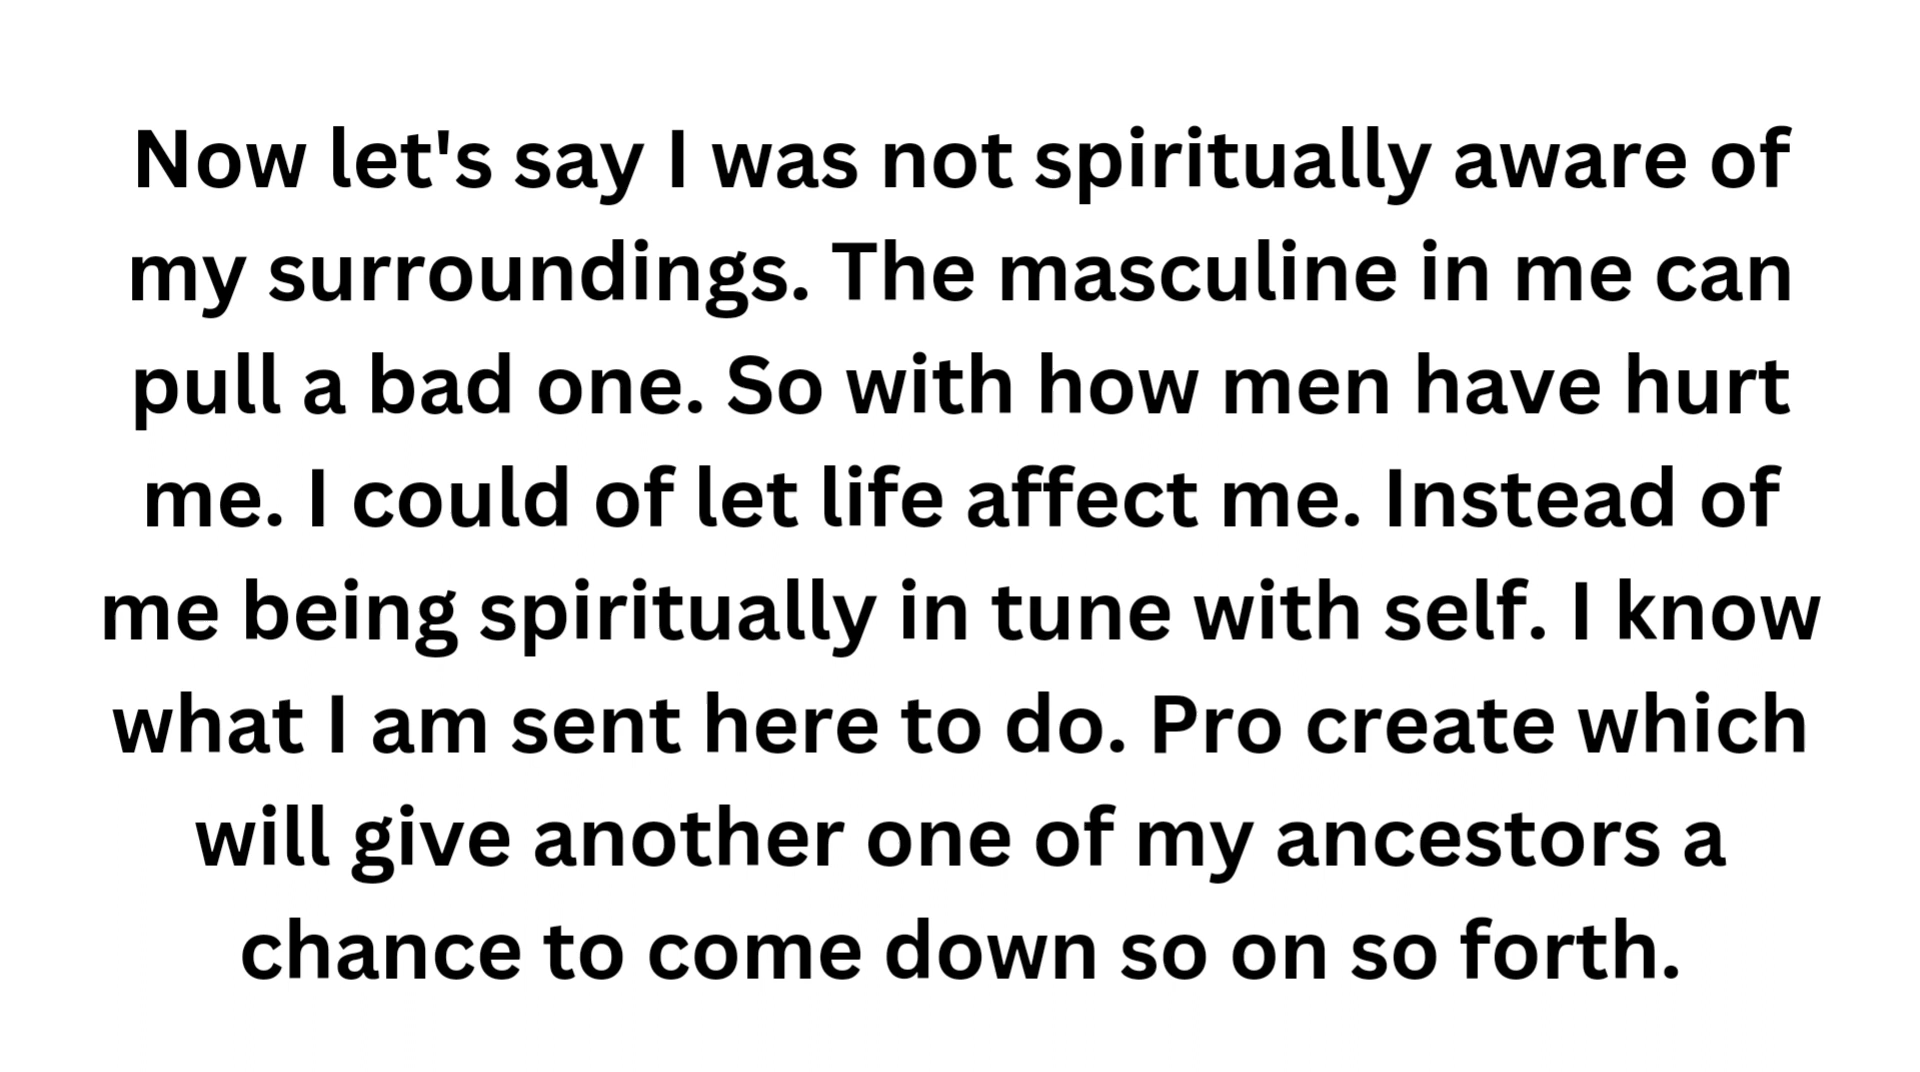 Now let's say I was not spiritually aware of
my surroundings. The masculine in me can
pull a bad one. So with how men have hurt
me. I could of let life affect me. Instead of
me being spiritually in tune with self. I know
what I am sent here to do. Pro create which
will give another one of my ancestors a
chance to come down so on so forth.